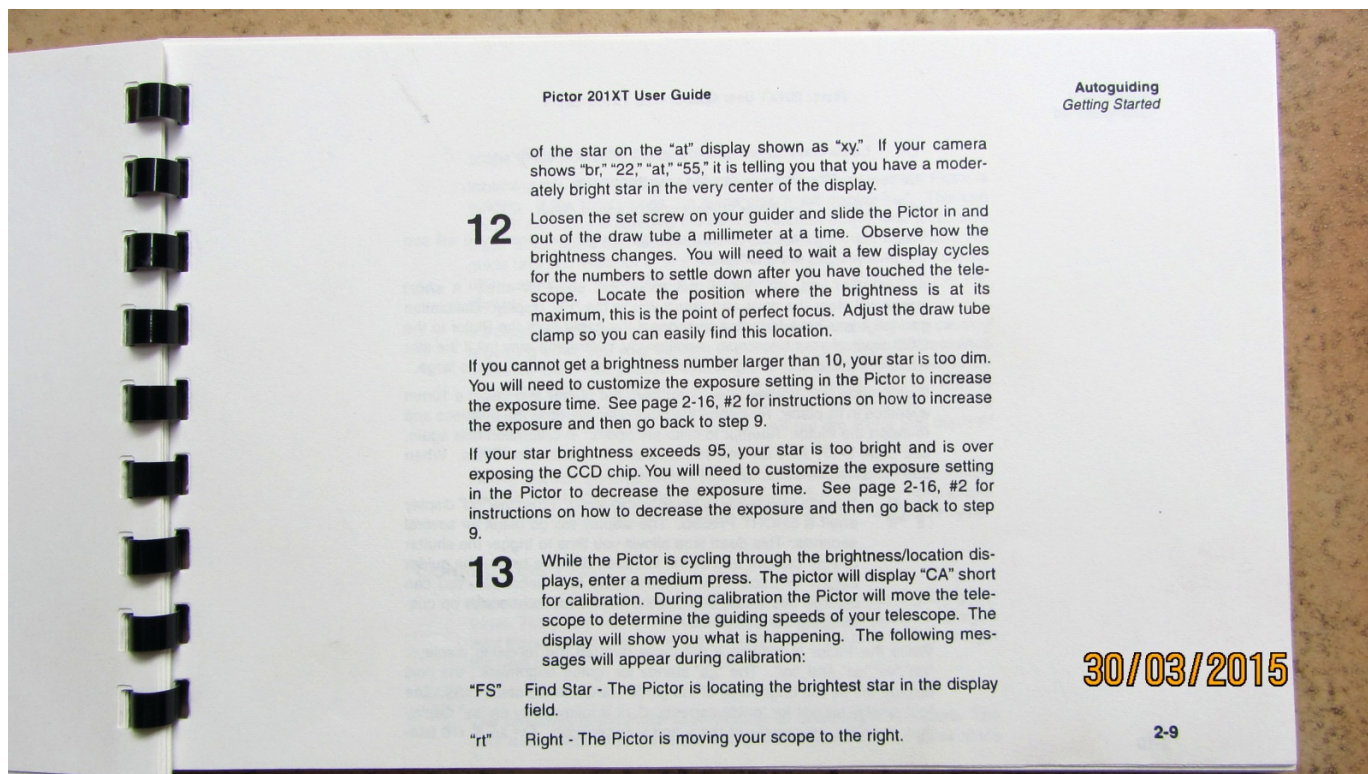 Pictor 201XT User Guide
Autoguiding
Getting Started
of the star on the “at” display shown as “xy.” If your camera
shows “br,” “22,” “at,” “55,” it is telling you that you have a moder-
ately bright star in the very center of the display.
12 Loosen the set screw on your guider and slide the Pictor in and
out of the draw tube a millimeter at a time. Observe how the
brightness changes. You will need to wait a few display cycles
for the numbers to settle down after you have touched the tele-
scope. Locate the position where the brightness is at its
maximum, this is the point of perfect focus. Adjust the draw tube
clamp so you can easily find this location.
If you cannot get a brightness number larger than 10, your star is too dim.
You will need to customize the exposure setting in the Pictor to increase
the exposure time. See page 2-16, #2 for instructions on how to increase
the exposure and then go back to step 9.
If your star brightness exceeds 95, your star is too bright and is over
exposing the CCD chip. You will need to customize the exposure setting
in the Pictor to decrease the exposure time. See page 2-16, #2 for
instructions on how to decrease the exposure and then go back to step
9.
13 While the Pictor is cycling through the brightness/location dis-
plays, enter a medium press. The pictor will display “CA” short
for calibration. During calibration the Pictor will move the tele-
scope to determine the guiding speeds of your telescope. The
display will show you what is happening. The following mes-
sages will appear during calibration:
“FS” Find Star - The Pictor is locating the brightest star in the display
field.
“rt” Right - The Pictor is moving your scope to the right.
30/03/2015
2-9